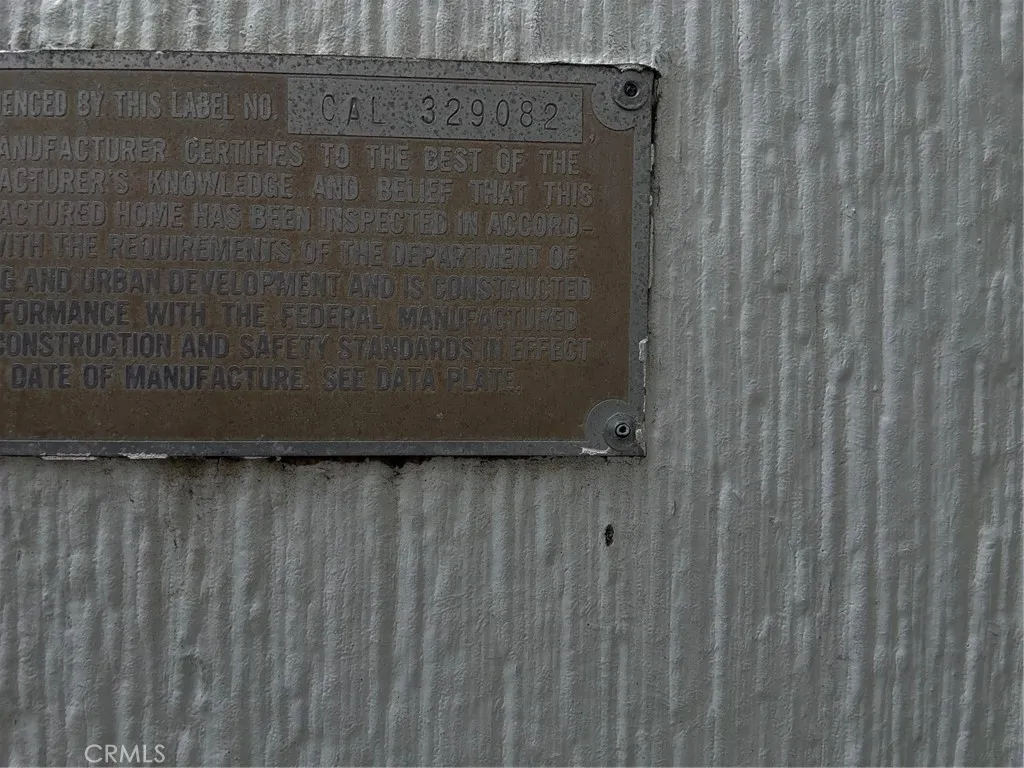 ENCED BY THIS LABEL NO. CAL 329082
ANUFACTURER CERTIFIES TO THE BEST OF THE
ACTURER'S KNOWLEDGE AND BELIEF THAT THIS
FACTURED HOME HAS BEEN INSPECTED IN ACCORD-
WITH THE REQUIREMENTS OF THE DEPARTMENT OF
G AND URBAN DEVELOPMENT AND IS CONSTRUCTED
FORMANCE WITH THE FEDERAL MANUFACTURED
CONSTRUCTION AND SAFETY STANDARDS IN EFFECT
DATE OF MANUFACTURE. SEE DATA PLATE.
CRMLS